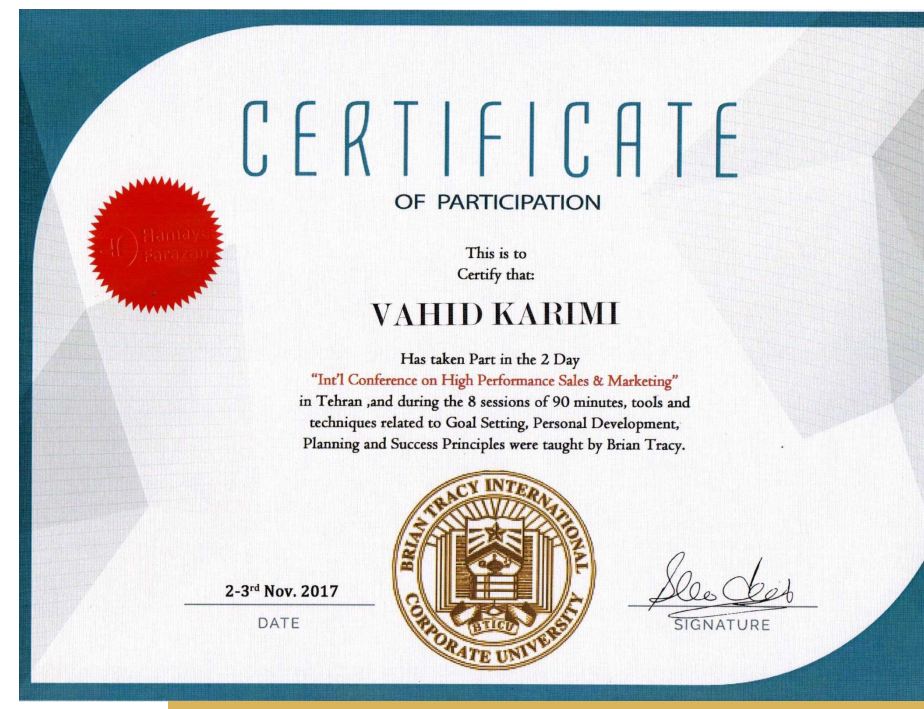 CERTIFICATE
OF PARTICIPATION
Hamayesh
Farazan
This is to
Certify that:
VAHID KARIMI
Has taken Part in the 2 Day
“Int'l Conference on High Performance Sales & Marketing”
in Tehran ,and during the 8 sessions of 90 minutes, tools and
techniques related to Goal Setting, Personal Development,
Planning and Success Principles were taught by Brian Tracy.
BRIAN TRACY INTERNATIONAL
BTICU
CORPORATE UNIVERSITY
2-3rd Nov. 2017
DATE
SIGNATURE